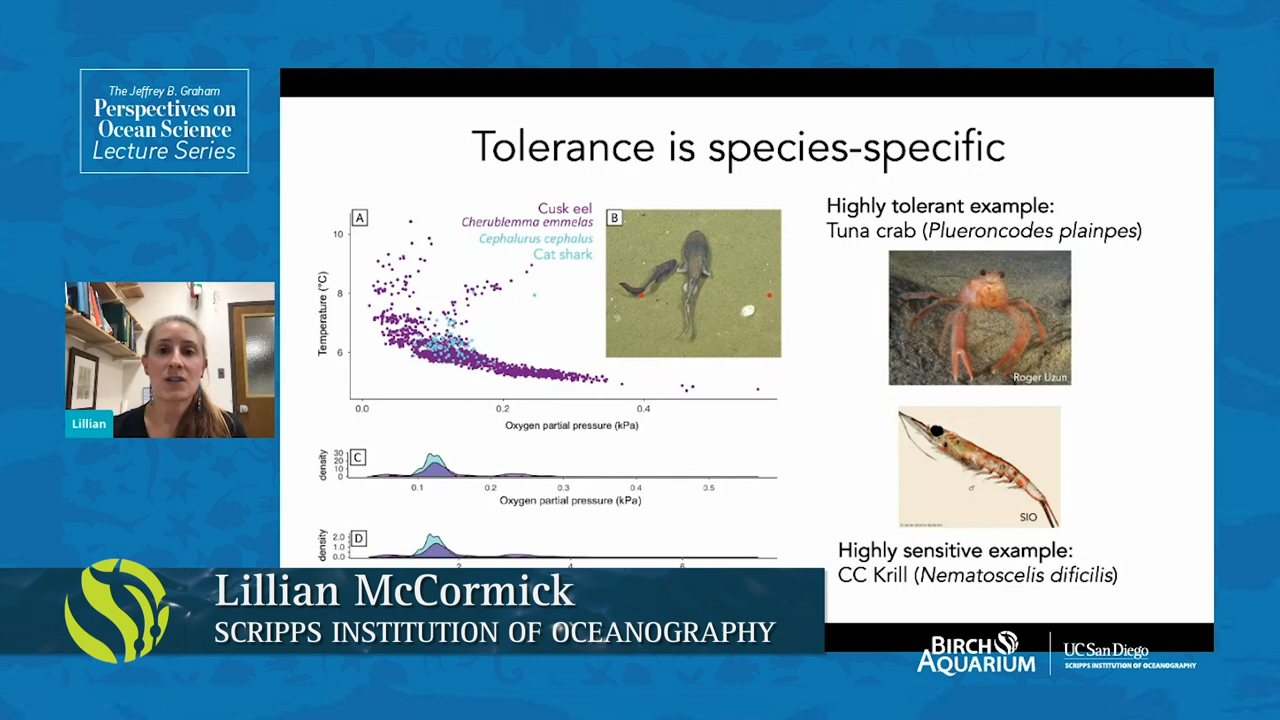 The Jeffrey B. Graham
Perspectives on
Ocean Science
Lecture Series
Tolerance is species-specific
A
Cusk eel
Cherublemma emmelas
Cephalurus cephalus
Cat shark
10
8
6
Temperature (°C)
0.0
0.2
0.4
Oxygen partial pressure (kPa)
B
Highly tolerant example:
Tuna crab (Plueroncodes plainpes)
Roger Uzun
SIO
Highly sensitive example:
CC Krill (Nematoscelis dificilis)
C
density
30
20
10
0
0.1
0.2
0.3
0.4
0.5
Oxygen partial pressure (kPa)
D
density
2.0
1.0
0.0
Lillian
Lillian McCormick
SCRIPPS INSTITUTION OF OCEANOGRAPHY
BIRCH
AQUARIUM
UC San Diego
SCRIPPS INSTITUTION OF OCEANOGRAPHY